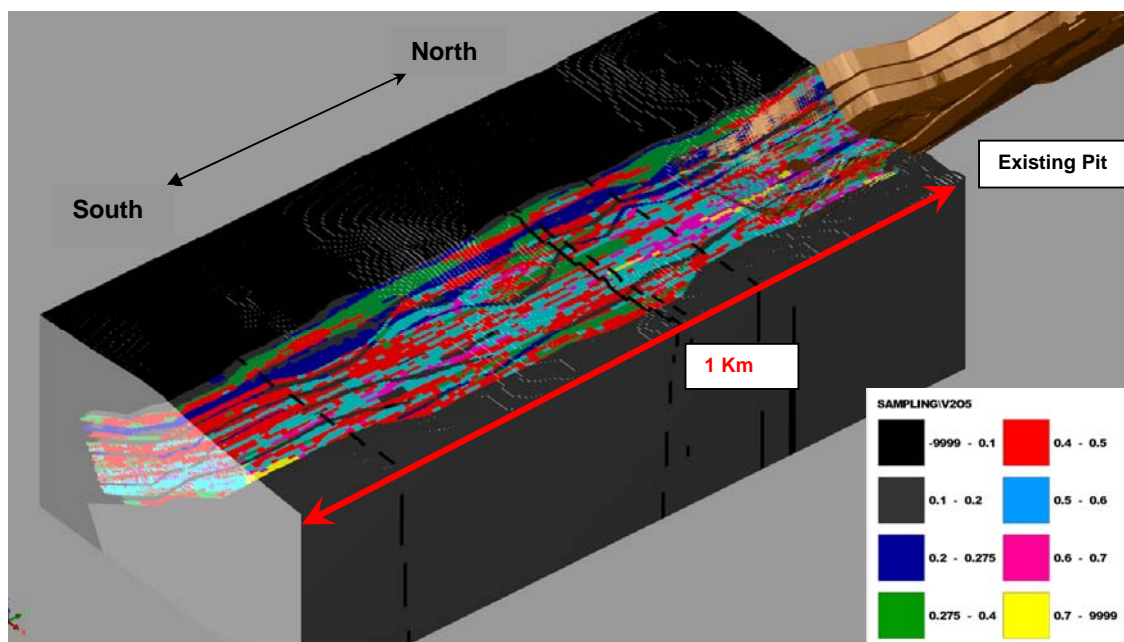 North
South
Existing Pit
1 Km
SAMPLING\V2O5
-9999 - 0.1
0.4 - 0.5
0.1 - 0.2
0.5 - 0.6
0.2 - 0.275
0.6 - 0.7
0.275 - 0.4
0.7 - 9999